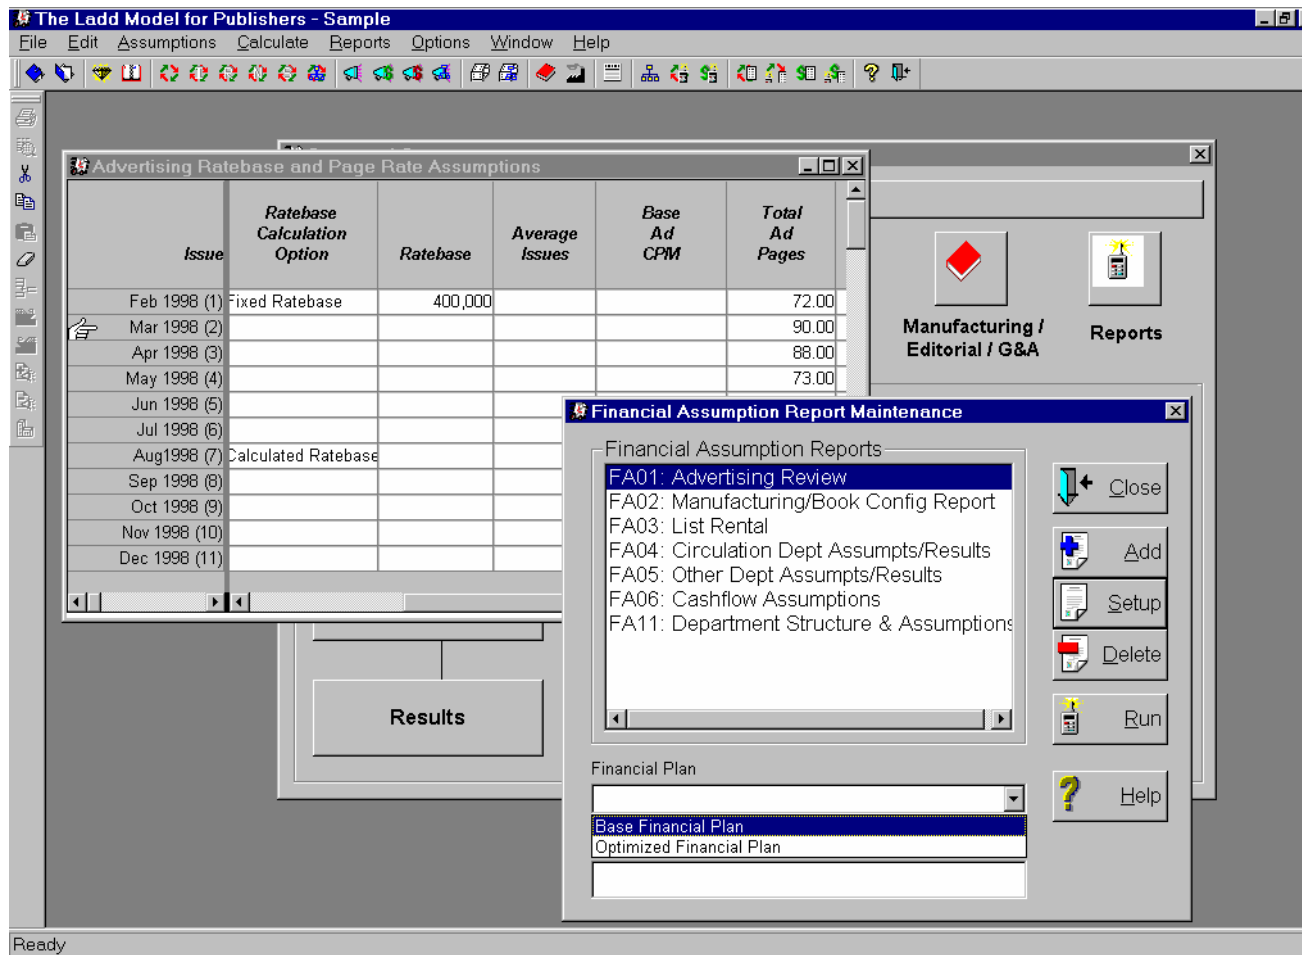 The Ladd Model for Publishers - Sample
File Edit Assumptions Calculate Reports Options Window Help
Advertising Ratebase and Page Rate Assumptions
Issue Ratebase Calculation Option Ratebase Average Issues Base Ad CPM Total Ad Pages
Feb 1998 (1) Fixed Ratebase 400,000 72.00
Mar 1998 (2) 90.00
Apr 1998 (3) 88.00
May 1998 (4) 73.00
Jun 1998 (5)
Jul 1998 (6)
Aug1998 (7) Calculated Ratebase
Sep 1998 (8)
Oct 1998 (9)
Nov 1998 (10)
Dec 1998 (11)
Manufacturing /
Editorial / G&A
Reports
Results
Financial Assumption Report Maintenance
Financial Assumption Reports
FA01: Advertising Review
FA02: Manufacturing/Book Config Report
FA03: List Rental
FA04: Circulation Dept Assumpts/Results
FA05: Other Dept Assumpts/Results
FA06: Cashflow Assumptions
FA11: Department Structure & Assumptions
Close
Add
Setup
Delete
Run
Help
Financial Plan
Base Financial Plan
Optimized Financial Plan
Ready